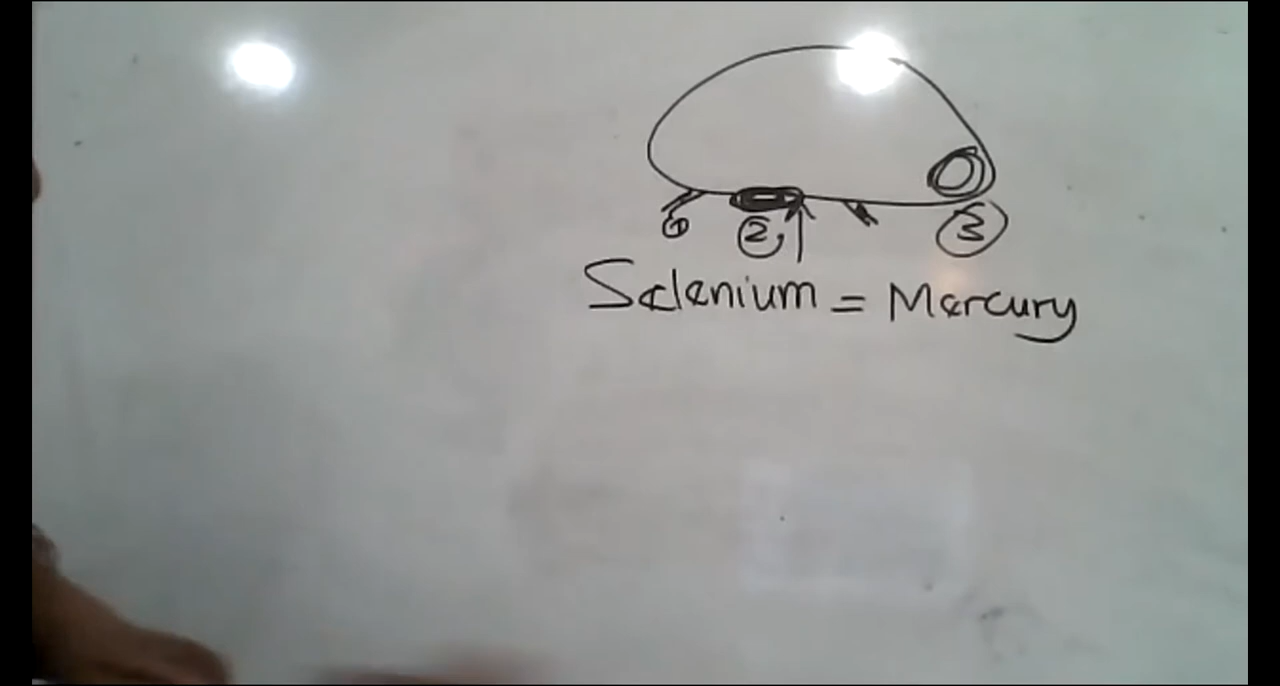 ① ② ③
Selenium = Mercury